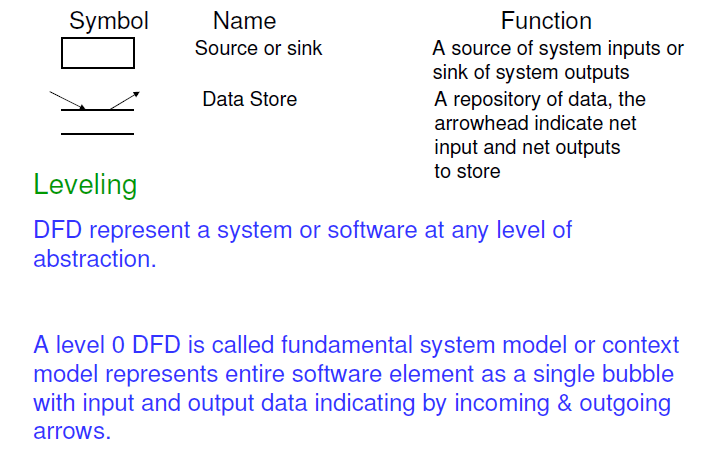 Symbol Name Function
Source or sink A source of system inputs or
sink of system outputs
Data Store A repository of data, the
arrowhead indicate net
input and net outputs
to store
Leveling
DFD represent a system or software at any level of
abstraction.
A level 0 DFD is called fundamental system model or context
model represents entire software element as a single bubble
with input and output data indicating by incoming & outgoing
arrows.